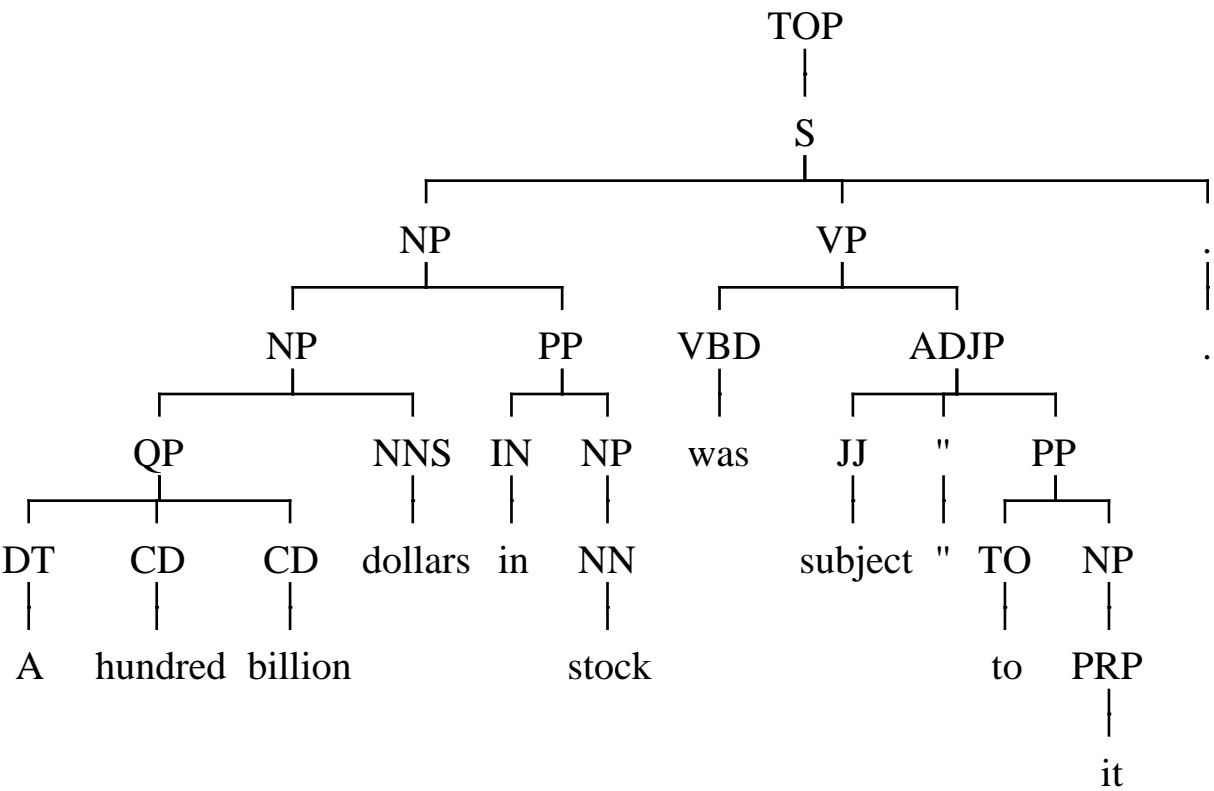 TOP
S
NP VP .
NP PP VBD ADJP .
QP NNS IN NP was JJ " PP
DT CD CD dollars in NN subject " TO NP
A hundred billion stock to PRP
it